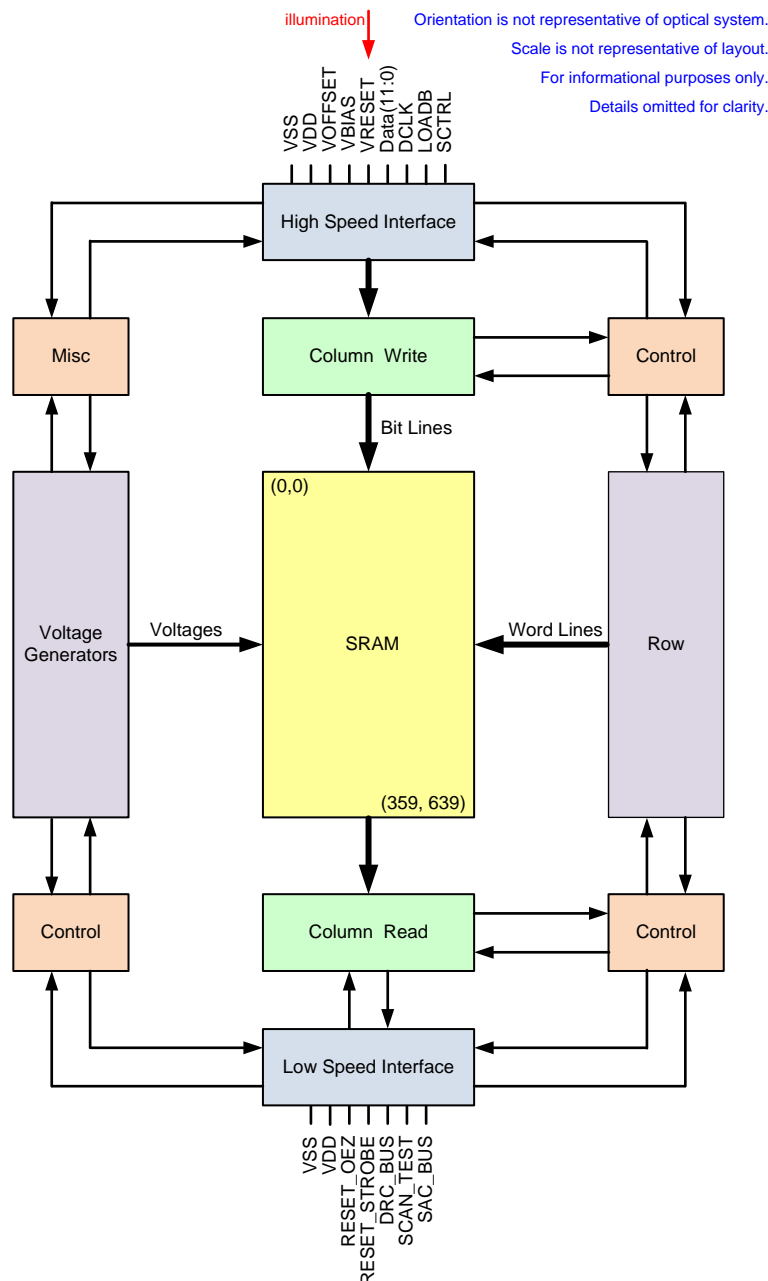 illumination
Orientation is not representative of optical system.
Scale is not representative of layout.
For informational purposes only.
Details omitted for clarity.
VSS
VDD
VOFFSET
VBIAS
VRESET
Data(11:0)
DCLK
LOADB
SCTRL
High Speed Interface
Misc
Column Write
Control
Bit Lines
(0,0)
Voltage
Generators
Voltages
SRAM
Word Lines
Row
(359, 639)
Control
Column Read
Control
Low Speed Interface
VSS
VDD
RESET_OEZ
RESET_STROBE
DRC_BUS
SCAN_TEST
SAC_BUS